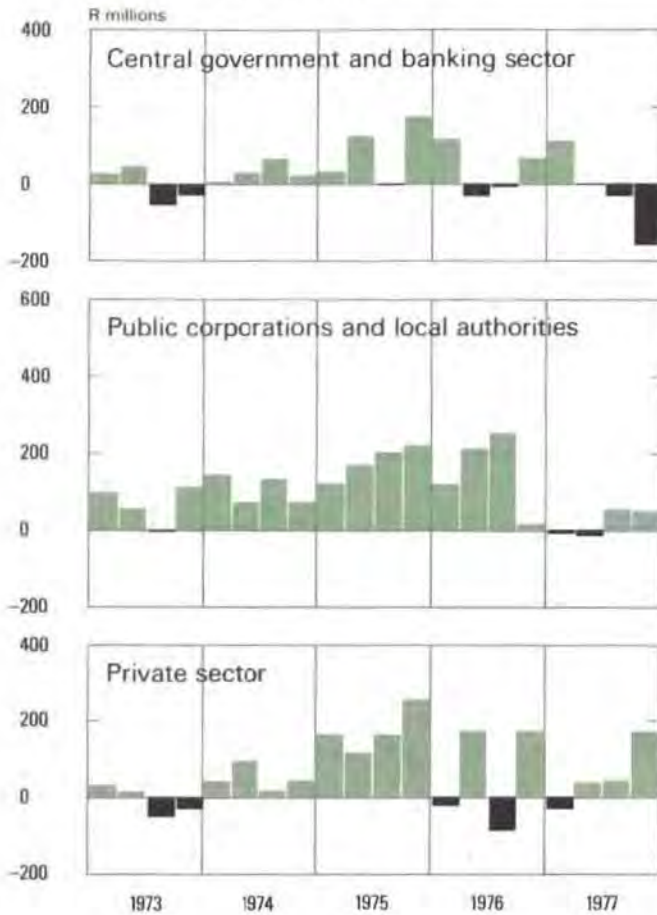 R millions
400
Central government and banking sector
200
0
–200
600
Public corporations and local authorities
400
200
0
–200
400
Private sector
200
0
–200
1973 1974 1975 1976 1977